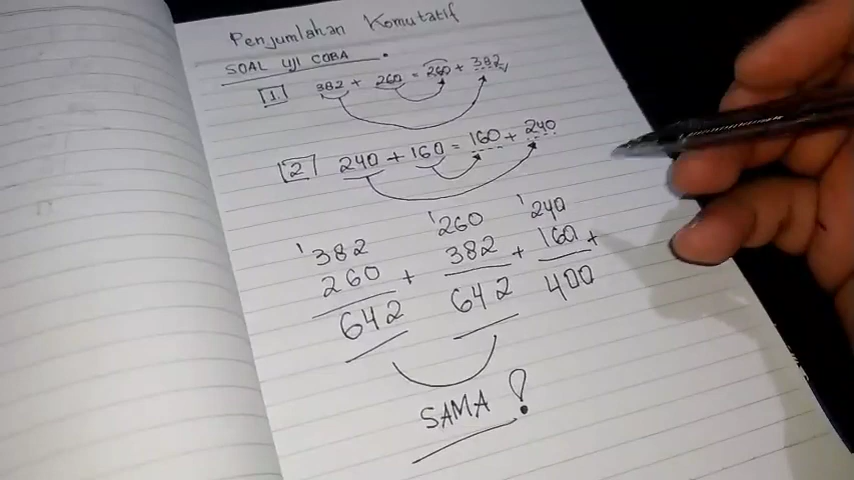 Penjumlahan Komutatif
SOAL UJI COBA.
1 382 + 260 = 260 + 382
2 240 + 160 = 160 + 240
1 382
260 +
642
1 260
382 +
642
1 240
160 +
400
SAMA!